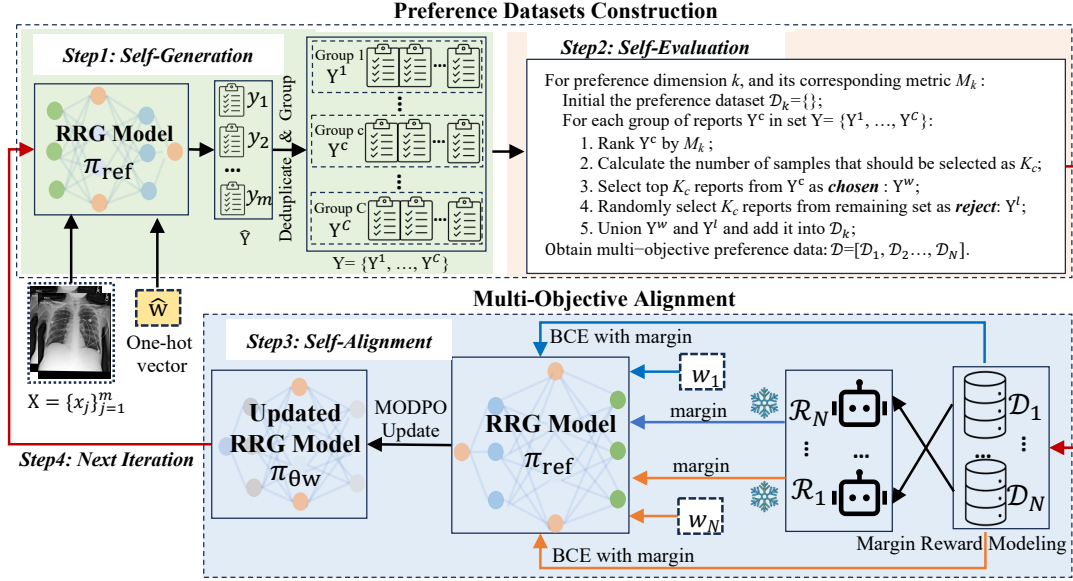 Preference Datasets Construction
Step1: Self-Generation
RRG Model
π_ref
y_1
y_2
...
y_m
Ŷ
Deduplicate & Group
Group 1
Y^1
...
Group c
Y^c
...
Group C
Y^C
Y= {Y^1, …, Y^C}
X = {x_j}_{j=1}^m
ŵ
One-hot
vector
Step2: Self-Evaluation
For preference dimension k, and its corresponding metric M_k :
Initial the preference dataset D_k={};
For each group of reports Y^c in set Y= {Y^1, …, Y^C}:
1. Rank Y^c by M_k ;
2. Calculate the number of samples that should be selected as K_c;
3. Select top K_c reports from Y^c as chosen : Y^w;
4. Randomly select K_c reports from remaining set as reject: Y^l;
5. Union Y^w and Y^l and add it into D_k;
Obtain multi−objective preference data: D=[D_1, D_2…, D_N].
Multi-Objective Alignment
Step3: Self-Alignment
BCE with margin
w_1
margin
margin
w_N
BCE with margin
RRG Model
π_ref
MODPO
Update
Updated
RRG Model
π_θw
Step4: Next Iteration
R_N
... ...
R_1
D_1
... ...
D_N
Margin Reward Modeling